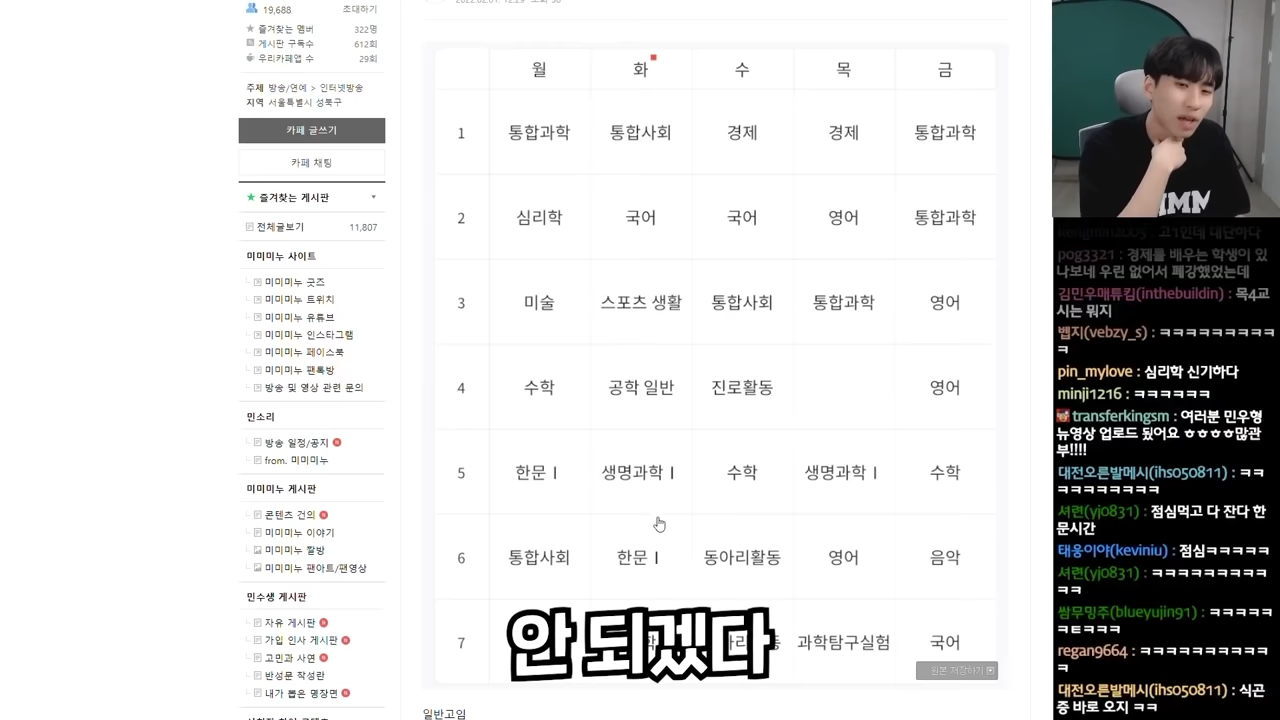 19,688 초대하기
즐겨찾는 멤버 322명
게시판 구독수 612회
우리카페앱 수 29회
주제 방송/연예 > 인터넷방송
지역 서울특별시 성북구
카페 글쓰기
카페 채팅
즐겨찾는 게시판
전체글보기 11,807
미미미누 사이트
미미미누 굿즈
미미미누 트위치
미미미누 유튜브
미미미누 인스타그램
미미미누 페이스북
미미미누 팬톡방
방송 및 영상 관련 문의
민소리
방송 일정/공지
from. 미미미누
미미미누 게시판
콘텐츠 건의
미미미누 이야기
미미미누 짤방
미미미누 팬아트/팬영상
민수생 게시판
자유 게시판
가입 인사 게시판
고민과 사연
반성문 작성란
내가 뽑은 명장면
월 화 수 목 금
1 통합과학 통합사회 경제 경제 통합과학
2 심리학 국어 국어 영어 통합과학
3 미술 스포츠 생활 통합사회 통합과학 영어
4 수학 공학 일반 진로활동 영어
5 한문 Ⅰ 생명과학 Ⅰ 수학 생명과학 Ⅰ 수학
6 통합사회 한문 Ⅰ 동아리활동 영어 음악
7 과학탐구실험 국어
안 되겠다
원본 저장하기
일반고임
고1인데 대단하다
pog3321 : 경제를 배우는 학생이 있
나보네 우린 없어서 폐강했었는데
김민우매튜킴(inthebuildin) : 목4교
시는 뭐지
벱지(vebzy_s) : ㅋㅋㅋㅋㅋㅋㅋㅋㅋ
ㅋ
pin_mylove : 심리학 신기하다
minji1216 : ㅋㅋㅋㅋㅋㅋ
transferkingsm : 여러분 민우형
뉴영상 업로드 됬어요 ㅎㅎㅎㅎ많관
부!!!!
대전오른발메시(ihs050811) : ㅋㅋ
ㅋㅋㅋㅋㅋㅋㅋㅋㅋ
셔련(yj0831) : 점심먹고 다 잔다 한
문시간
태웅이야(keviniu) : 점심ㅋㅋㅋㅋㅋ
셔련(yj0831) : ㅋㅋㅋㅋㅋㅋㅋㅋㅋ
ㅋㅋ
쌈무밍주(blueyujin91) : ㅋㅋㅋㅋㅋ
ㅋㅌㅋㅋㅋ
regan9664 : ㅋㅋㅋㅋㅋㅋㅋㅋㅋㅋ
ㅋ
대전오른발메시(ihs050811) : 식곤
증 바로 오지 ㅋㅋ